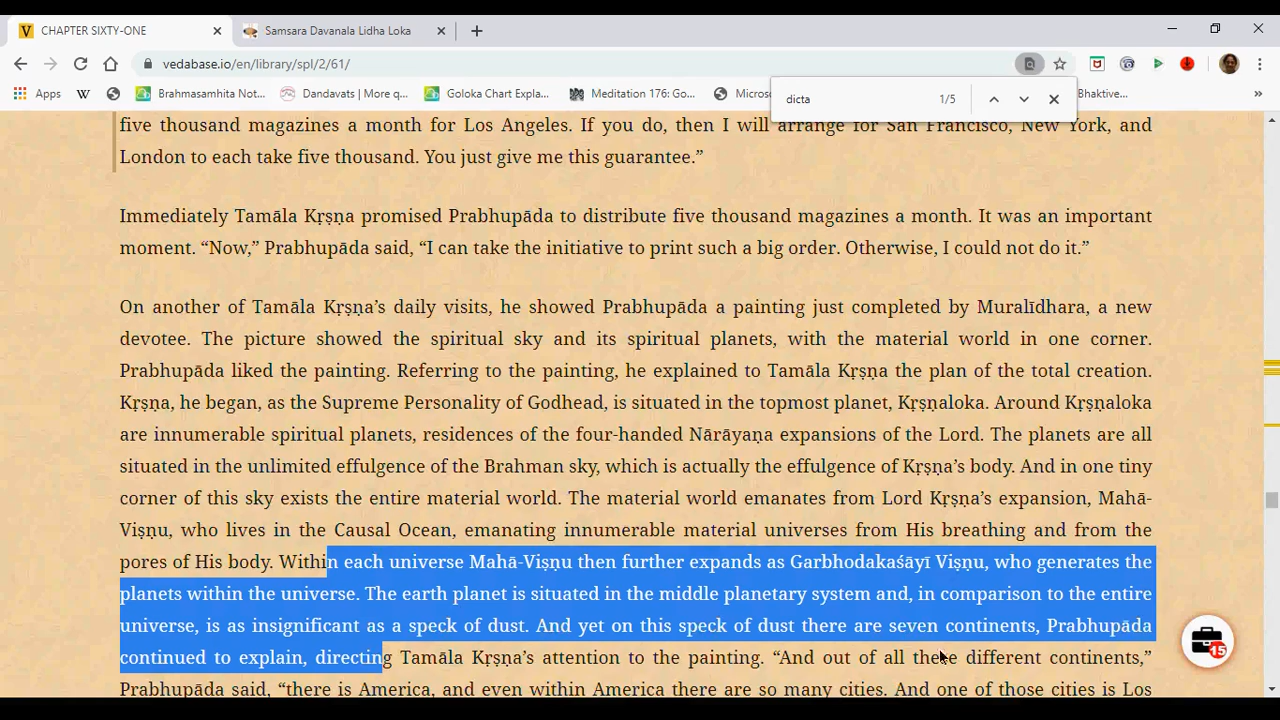 CHAPTER SIXTY-ONE
Samsara Davanala Lidha Loka
vedabase.io/en/library/spl/2/61/
Apps
Brahmasamhita Not...
Dandavats | More q...
Goloka Chart Expla...
Meditation 176: Go...
Microso
Bhaktive...
dicta 1/5
five thousand magazines a month for Los Angeles. If you do, then I will arrange for San Francisco, New York, and
London to each take five thousand. You just give me this guarantee.”
Immediately Tamāla Kṛṣṇa promised Prabhupāda to distribute five thousand magazines a month. It was an important
moment. “Now,” Prabhupāda said, “I can take the initiative to print such a big order. Otherwise, I could not do it.”
On another of Tamāla Kṛṣṇa’s daily visits, he showed Prabhupāda a painting just completed by Muralīdhara, a new
devotee. The picture showed the spiritual sky and its spiritual planets, with the material world in one corner.
Prabhupāda liked the painting. Referring to the painting, he explained to Tamāla Kṛṣṇa the plan of the total creation.
Kṛṣṇa, he began, as the Supreme Personality of Godhead, is situated in the topmost planet, Kṛṣṇaloka. Around Kṛṣṇaloka
are innumerable spiritual planets, residences of the four-handed Nārāyaṇa expansions of the Lord. The planets are all
situated in the unlimited effulgence of the Brahman sky, which is actually the effulgence of Kṛṣṇa’s body. And in one tiny
corner of this sky exists the entire material world. The material world emanates from Lord Kṛṣṇa’s expansion, Mahā-
Viṣṇu, who lives in the Causal Ocean, emanating innumerable material universes from His breathing and from the
pores of His body. Within each universe Mahā-Viṣṇu then further expands as Garbhodakaśāyī Viṣṇu, who generates the
planets within the universe. The earth planet is situated in the middle planetary system and, in comparison to the entire
universe, is as insignificant as a speck of dust. And yet on this speck of dust there are seven continents, Prabhupāda
continued to explain, directing Tamāla Kṛṣṇa’s attention to the painting. “And out of all these different continents,”
Prabhupāda said, “there is America, and even within America there are so many cities. And one of those cities is Los
15